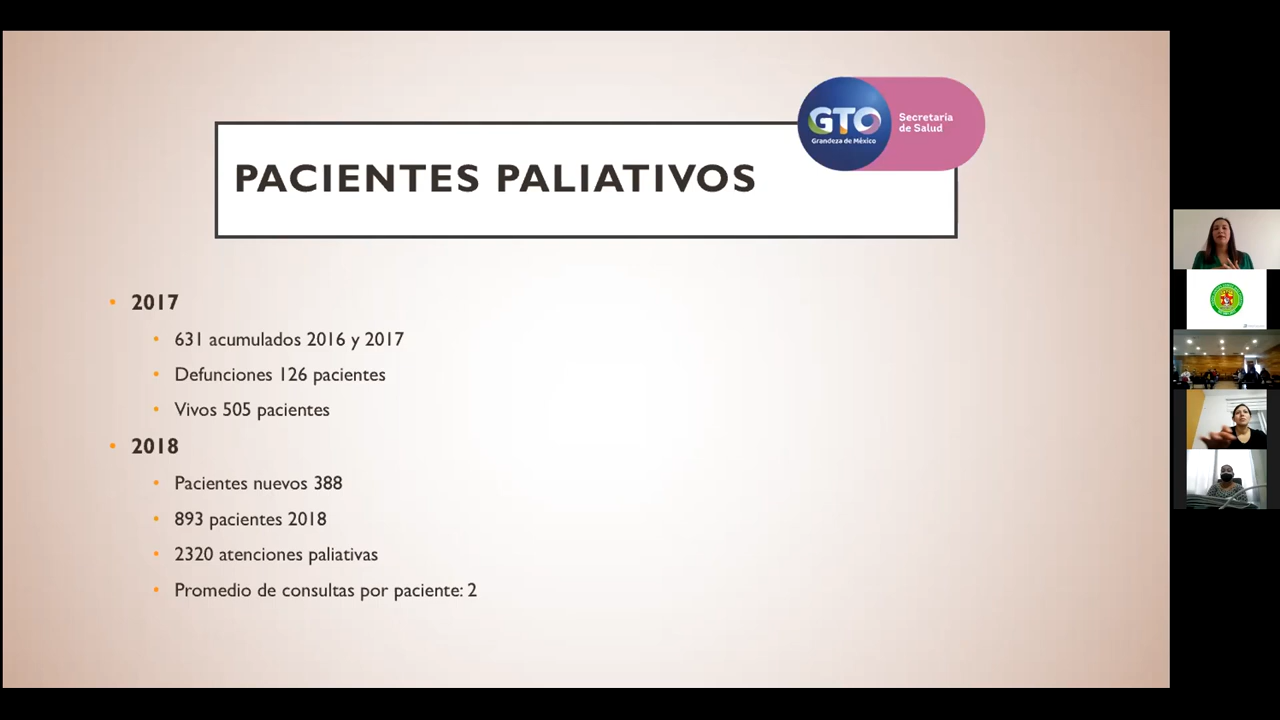 GTO
Grandeza de México
Secretaría
de Salud
PACIENTES PALIATIVOS
• 2017
• 631 acumulados 2016 y 2017
• Defunciones 126 pacientes
• Vivos 505 pacientes
• 2018
• Pacientes nuevos 388
• 893 pacientes 2018
• 2320 atenciones paliativas
• Promedio de consultas por paciente: 2